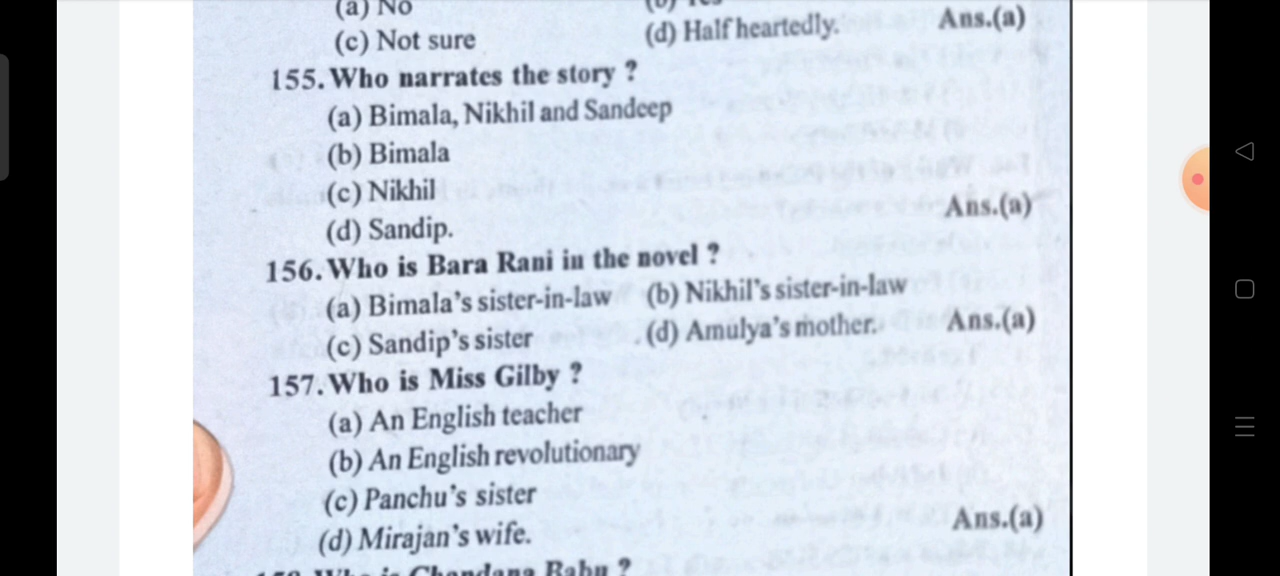 (a) No
(c) Not sure (d) Half heartedly. Ans.(a)
155. Who narrates the story ?
(a) Bimala, Nikhil and Sandeep
(b) Bimala
(c) Nikhil
(d) Sandip. Ans.(a)
156. Who is Bara Rani in the novel ?
(a) Bimala's sister-in-law (b) Nikhil's sister-in-law
(c) Sandip's sister (d) Amulya's mother. Ans.(a)
157. Who is Miss Gilby ?
(a) An English teacher
(b) An English revolutionary
(c) Panchu's sister
(d) Mirajan's wife. Ans.(a)
Chandana Babu ?